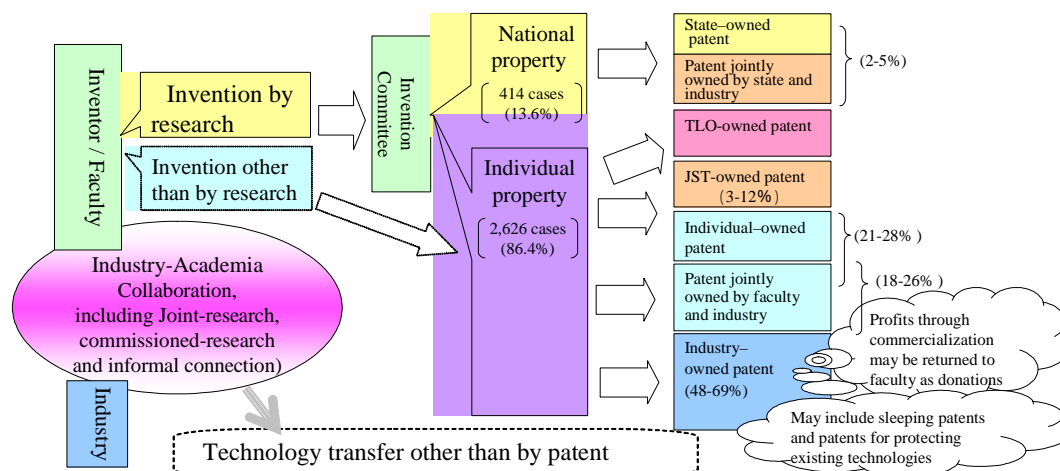 Inventor / Faculty
Invention by
research
Invention other
than by research
Industry-Academia
Collaboration,
including Joint-research,
commissioned-research
and informal connection)
Industry
Invention
Committee
National
property
414 cases
(13.6%)
Individual
property
2,626 cases
(86.4%)
State–owned
patent
Patent jointly
owned by state and
industry
(2-5%)
TLO-owned patent
JST-owned patent
(3-12%)
Individual–owned
patent
(21-28%)
Patent jointly
owned by faculty
and industry
(18-26%)
Industry–
owned patent
(48-69%)
Profits through
commercialization
may be returned to
faculty as donations
May include sleeping patents
and patents for protecting
existing technologies
Technology transfer other than by patent